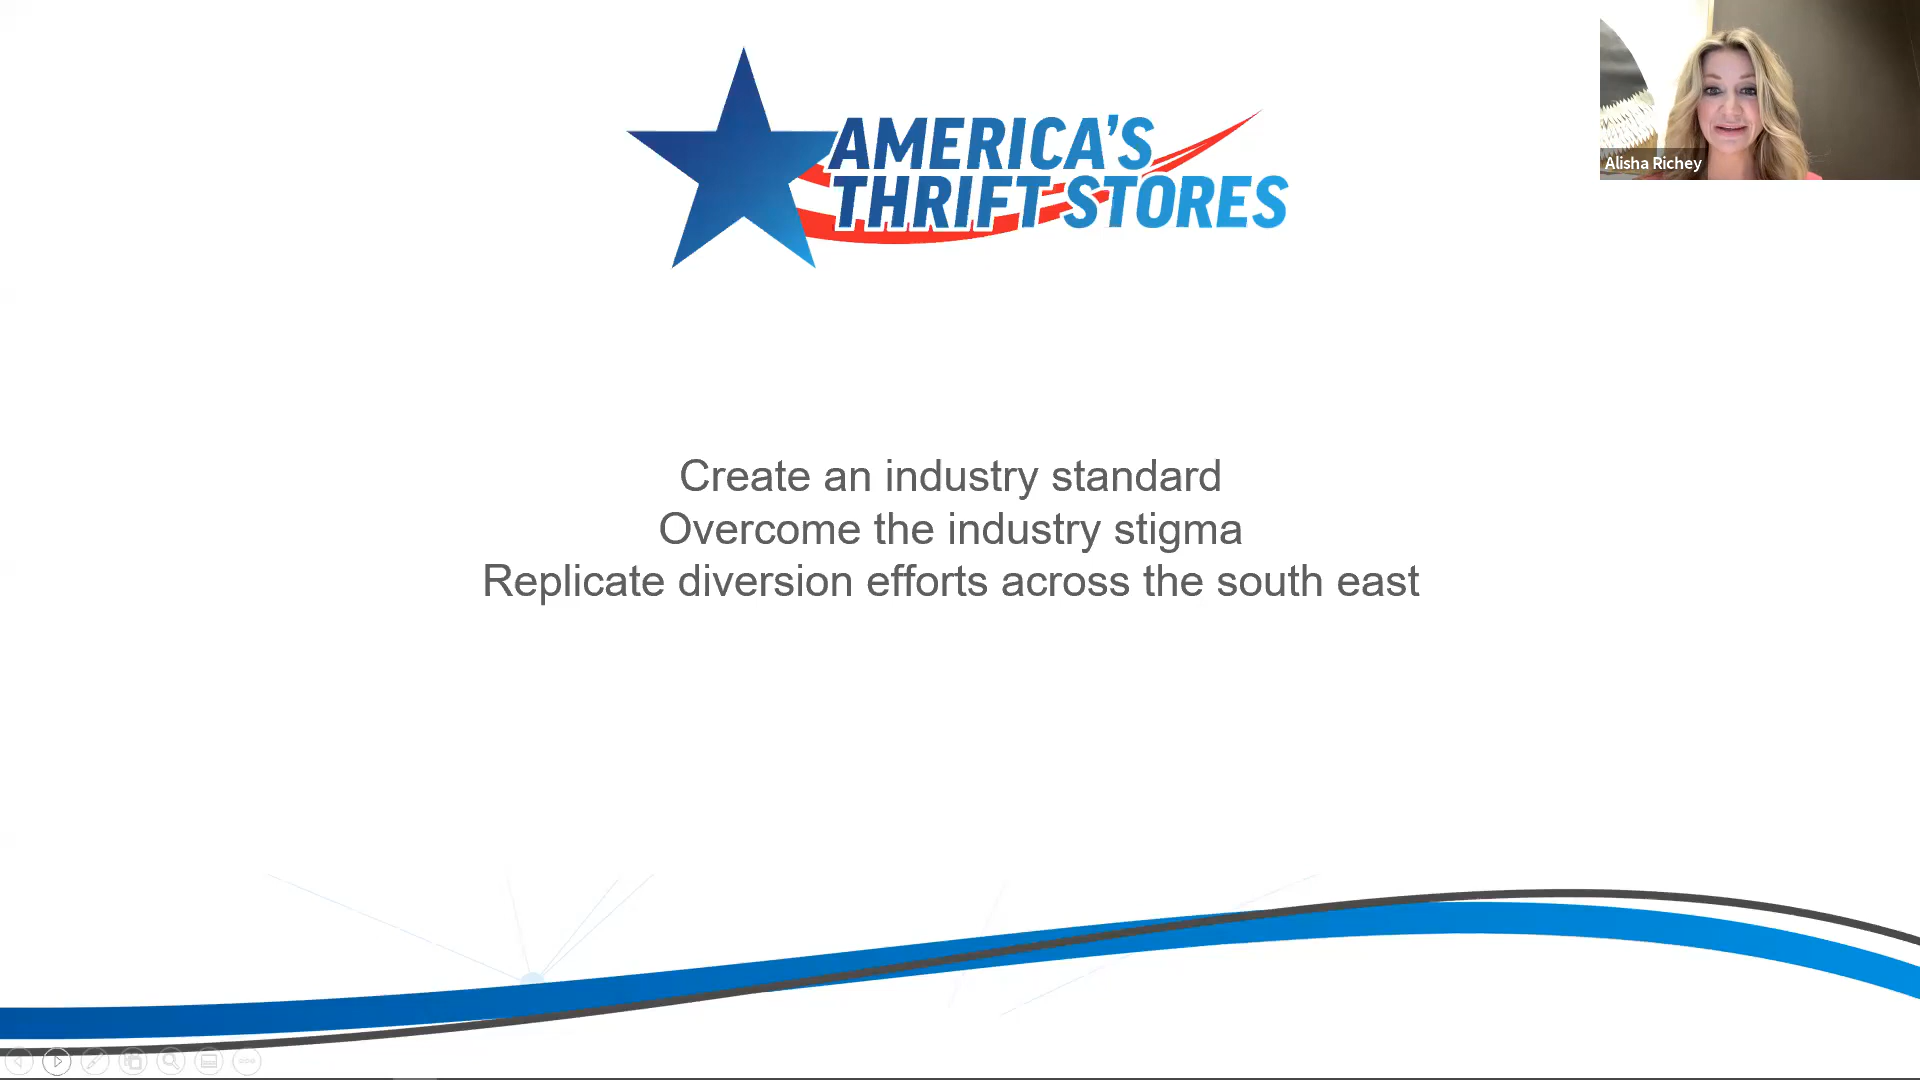 AMERICA'S
THRIFT STORES
Alisha Richey
Create an industry standard
Overcome the industry stigma
Replicate diversion efforts across the south east